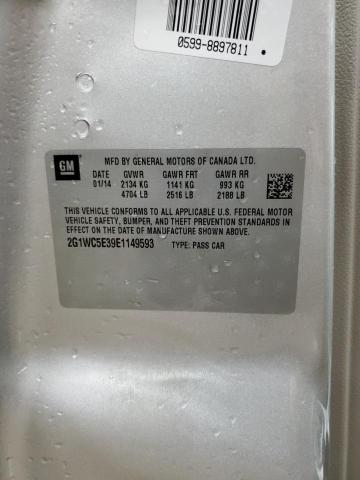 0599-8897811
GM
MFD BY GENERAL MOTORS OF CANADA LTD.
DATE GVWR GAWR FRT GAWR RR
01/14 2134 KG 1141 KG 993 KG
4704 LB 2516 LB 2188 LB
THIS VEHICLE CONFORMS TO ALL APPLICABLE U.S. FEDERAL MOTOR
VEHICLE SAFETY, BUMPER, AND THEFT PREVENTION STANDARDS IN
EFFECT ON THE DATE OF MANUFACTURE SHOWN ABOVE.
2G1WC5E39E1149593 TYPE: PASS CAR